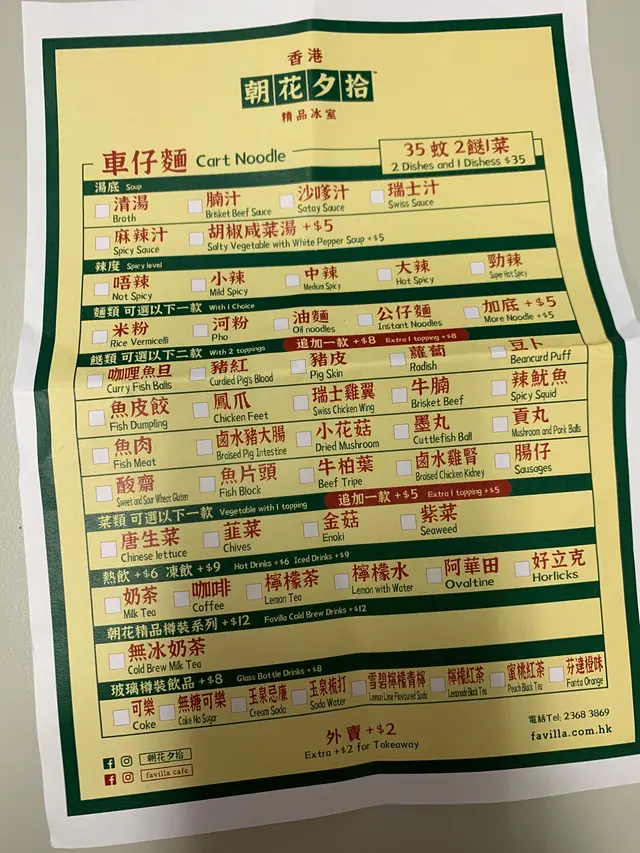 香港
朝花夕拾
精品冰室
車仔麵 Cart Noodle
35 蚊 2餸1菜
2 Dishes and 1 Dishess $35
湯底 Soup
清湯 腩汁 沙嗲汁 瑞士汁
Broth Brisket Beef Sauce Satay Sauce Swiss Sauce
麻辣汁 胡椒咸菜湯 +$5
Spicy Sauce Salty Vegetable with White Pepper Soup +$5
辣度 Spicy level
唔辣 小辣 中辣 大辣 勁辣
Not Spicy Mild Spicy Medium Spicy Hot Spicy Super Hot Spicy
麵類 可選以下一款 With 1 Choice
米粉 河粉 油麵 公仔麵 加底 +$5
Rice Vermicelli Pho Oil noodles Instant Noodles More Noodle +$5
餸類 可選以下二款 With 2 toppings 追加一款 +$8 Extra 1 topping +$8
咖哩魚旦 豬紅 豬皮 蘿蔔 豆卜
Curry Fish Balls Curdled Pig's Blood Pig Skin Radish Beancurd Puff
魚皮餃 鳳爪 瑞士雞翼 牛腩 辣魷魚
Fish Dumpling Chicken Feet Swiss Chicken Wing Brisket Beef Spicy Squid
魚肉 鹵水豬大腸 小花菇 墨丸 貢丸
Fish Meat Braised Pig Intestine Dried Mushroom Cuttlefish Ball Mushroom and Pork Balls
酸齋 魚片頭 牛柏葉 鹵水雞腎 腸仔
Sweet and Sour Wheat Gluten Fish Block Beef Tripe Braised Chicken Kidney Sausages
菜類 可選以下一款 Vegetable with 1 topping 追加一款 +$5 Extra 1 topping +$5
唐生菜 韮菜 金菇 紫菜
Chinese lettuce Chives Enoki Seaweed
熱飲 +$6 凍飲 +$9 Hot Drinks +$6 Iced Drinks +$9
奶茶 咖啡 檸檬茶 檸檬水 阿華田 好立克
Milk Tea Coffee Lemon Tea Lemon with Water Ovaltine Horlicks
朝花精品樽裝系列 +$12 Favilla Cold Brew Drinks +$12
無冰奶茶
Cold Brew Milk Tea
玻璃樽裝飲品 +$8 Glass Bottle Drinks +$8
可樂 無糖可樂 玉泉忌廉 玉泉梳打 雪碧檸檬青檸 檸檬紅茶 蜜桃紅茶 芬達橙味
Coke Coke No Sugar Cream Soda Soda Water Lemon Line Flavoured Soda Lemonade Black Tea Peach Black Tea Fanta Orange
外賣 +$2
Extra +$2 for Takeaway
朝花夕拾
favilla cafe
電話Tel: 2368 3869
favilla.com.hk